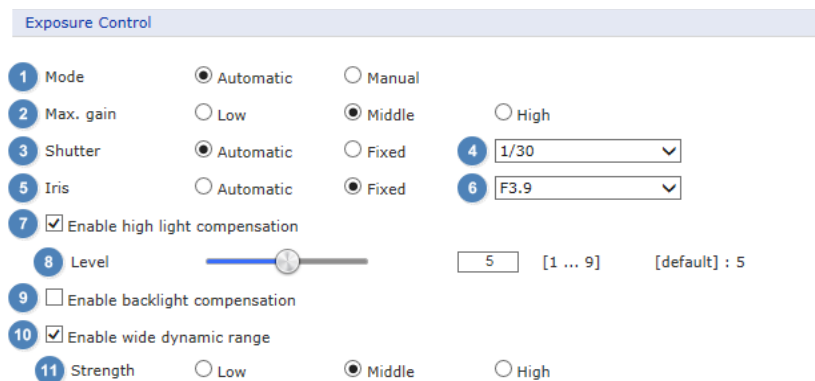 Exposure Control
1 Mode Automatic Manual
2 Max. gain Low Middle High
3 Shutter Automatic Fixed 4 1/30
5 Iris Automatic Fixed 6 F3.9
7 Enable high light compensation
8 Level 5 [1 ... 9] [default] : 5
9 Enable backlight compensation
10 Enable wide dynamic range
11 Strength Low Middle High